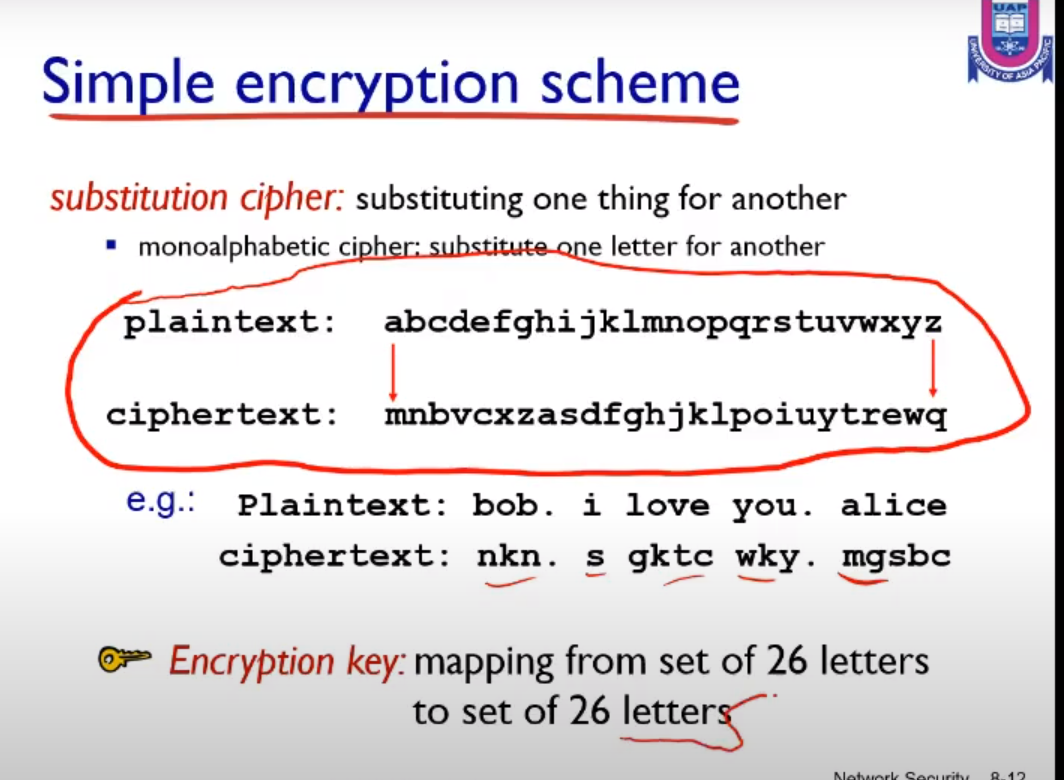 UAP
UNIVERSITY OF ASIA PACIFIC
Simple encryption scheme
substitution cipher: substituting one thing for another
▪ monoalphabetic cipher: substitute one letter for another
plaintext: abcdefghijklmnopqrstuvwxyz
ciphertext: mnbvcxzasdfghjklpoiuytrewq
e.g.: Plaintext: bob. i love you. alice
ciphertext: nkn. s gktc wky. mgsbc
Encryption key: mapping from set of 26 letters
to set of 26 letters
Network Security 8-12